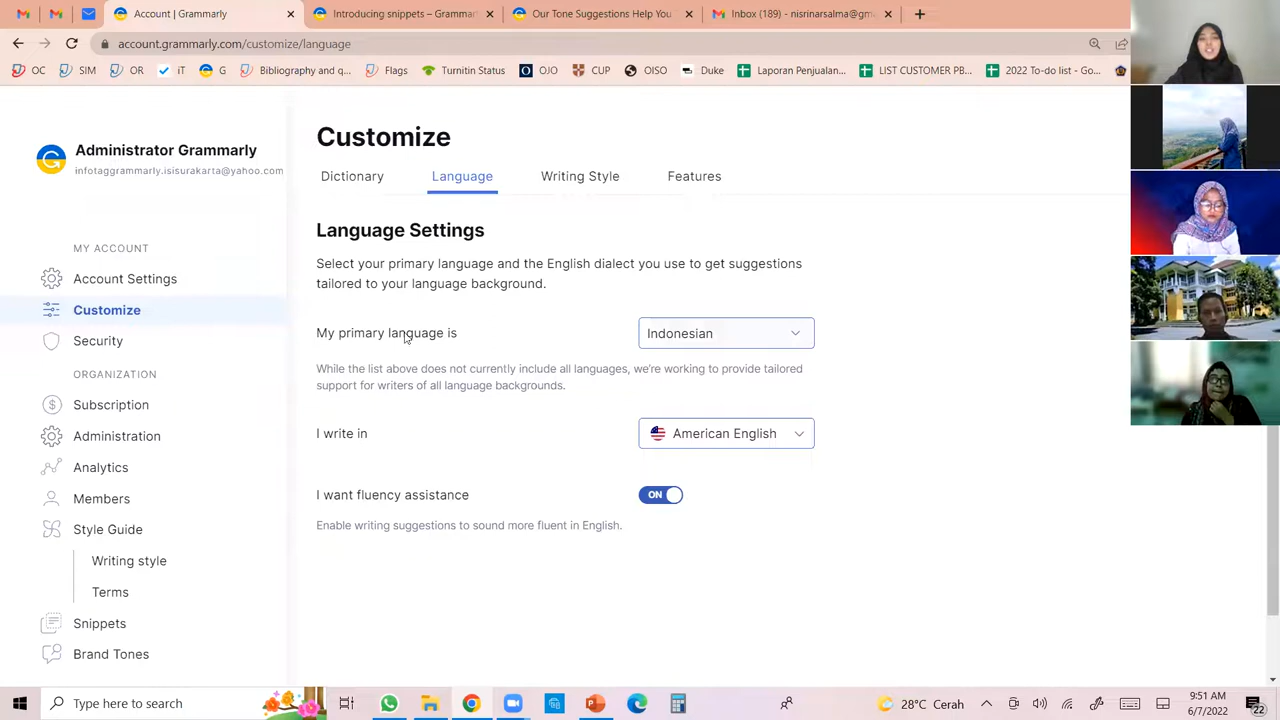 Account | Grammarly
Introducing snippets - Grammarl
Our Tone Suggestions Help You
Inbox (189) - nisrinarsalma@gm
account.grammarly.com/customize/language
OC
SIM
OR
iT
G
Bibliography and q
Flags
Turnitin Status
OJO
CUP
OISO
Duke
Laporan Penjualan...
LIST CUSTOMER PB...
2022 To-do list - Go...
Administrator Grammarly
infotaggrammarly.isisurakarta@yahoo.com
MY ACCOUNT
Account Settings
Customize
Security
ORGANIZATION
Subscription
Administration
Analytics
Members
Style Guide
Writing style
Terms
Snippets
Brand Tones
Customize
Dictionary
Language
Writing Style
Features
Language Settings
Select your primary language and the English dialect you use to get suggestions
tailored to your language background.
My primary language is
Indonesian
While the list above does not currently include all languages, we're working to provide tailored
support for writers of all language backgrounds.
I write in
American English
I want fluency assistance
ON
Enable writing suggestions to sound more fluent in English.
Type here to search
28°C Cerah
9:51 AM
6/7/2022
22